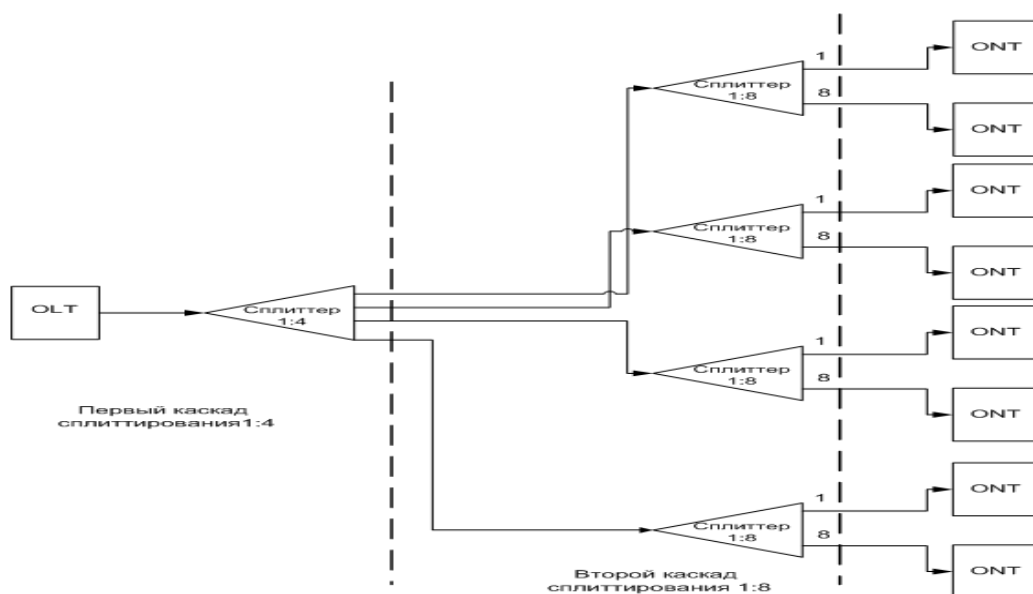 ONT
1
Сплиттер
1:8
8
ONT
ONT
1
Сплиттер
1:8
8
ONT
OLT
Сплиттер
1:4
ONT
1
Сплиттер
1:8
8
ONT
Первый каскад
сплиттирования1:4
ONT
1
Сплиттер
1:8
8
ONT
Второй каскад
сплиттирования 1:8